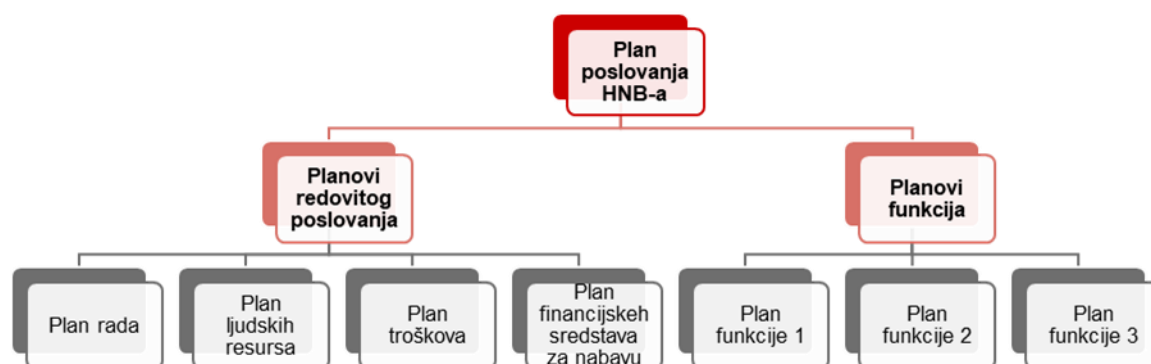 Plan
poslovanja
HNB-a
Planovi
redovitog
poslovanja
Planovi
funkcija
Plan rada
Plan
ljudskih
resursa
Plan
troškova
Plan
financijskeh
sredstava
za nabavu
Plan
funkcije 1
Plan
funkcije 2
Plan
funkcije 3